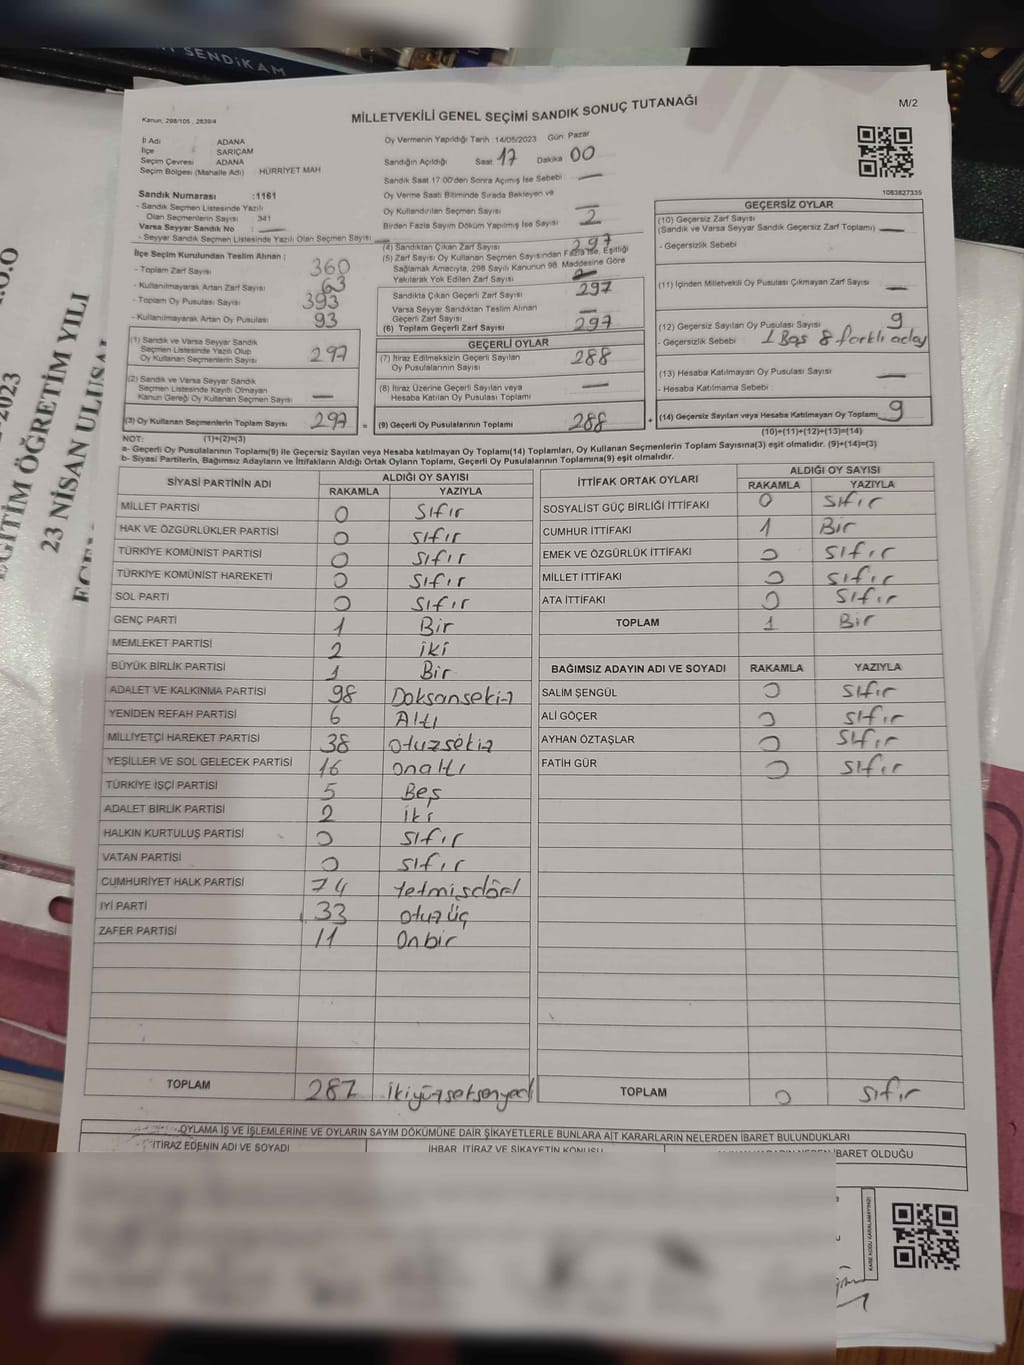 SENDİKAM
M/2
Kanun, 298/105 , 2839/4
MİLLETVEKİLİ GENEL SEÇİMİ SANDIK SONUÇ TUTANAĞI
İl Adı ADANA
İlçe SARIÇAM
Seçim Çevresi ADANA
Seçim Bölgesi (Mahalle Adı) HÜRRİYET MAH
Oy Vermenin Yapıldığı Tarih :14/05/2023 Gün: Pazar
Sandığın Açıldığı Saat 17 Dakika 00
Sandık Saat 17:00'den Sonra Açılmış İse Sebebi —
Sandık Numarası :1161
- Sandık Seçmen Listesinde Yazılı
Olan Seçmenlerin Sayısı 341
Varsa Seyyar Sandık No : —
- Seyyar Sandık Seçmen Listesinde Yazılı Olan Seçmen Sayısı: —
Oy Verme Saati Bitiminde Sırada Bekleyen ve
Oy Kullandırılan Seçmen Sayısı —
Birden Fazla Sayım Döküm Yapılmış İse Sayısı 2
1083827335
İlçe Seçim Kurulundan Teslim Alınan ;
- Toplam Zarf Sayısı 360
- Kullanılmayarak Artan Zarf Sayısı 63
- Toplam Oy Pusulası Sayısı 393
- Kullanılmayarak Artan Oy Pusulası 93
(4) Sandıktan Çıkan Zarf Sayısı 297
(5) Zarf Sayısı Oy Kullanan Seçmen Sayısından Fazla İse, Eşitliği
Sağlamak Amacıyla, 298 Sayılı Kanunun 98. Maddesine Göre
Yakılarak Yok Edilen Zarf Sayısı
Sandıkta Çıkan Geçerli Zarf Sayısı 297
Varsa Seyyar Sandıktan Teslim Alınan
Geçerli Zarf Sayısı —
(6) Toplam Geçerli Zarf Sayısı 297
GEÇERSİZ OYLAR
(10) Geçersiz Zarf Sayısı
(Sandık ve Varsa Seyyar Sandık Geçersiz Zarf Toplamı) —
- Geçersizlik Sebebi
(11) İçinden Milletvekili Oy Pusulası Çıkmayan Zarf Sayısı —
(12) Geçersiz Sayılan Oy Pusulası Sayısı 9
- Geçersizlik Sebebi 1 Boş 8 farklı aday
(13) Hesaba Katılmayan Oy Pusulası Sayısı —
- Hesaba Katılmama Sebebi :
(14) Geçersiz Sayılan veya Hesaba Katılmayan Oy Toplamı 9
(10)+(11)+(12)+(13)=(14)
(1) Sandık ve Varsa Seyyar Sandık
Seçmen Listesinde Yazılı Olup
Oy Kullanan Seçmenlerin Sayısı 297
(2) Sandık ve Varsa Seyyar Sandık
Seçmen Listesinde Kayıtlı Olmayan
Kanun Gereği Oy Kullanan Seçmen Sayısı —
(3) Oy Kullanan Seçmenlerin Toplam Sayısı 297 =
(1)+(2)=(3)
GEÇERLİ OYLAR
(7) İtiraz Edilmeksizin Geçerli Sayılan
Oy Pusulalarının Sayısı 288
(8) İtiraz Üzerine Geçerli Sayılan veya
Hesaba Katılan Oy Pusulası Toplamı —
(9) Geçerli Oy Pusulalarının Toplamı 288 +
NOT:
a- Geçerli Oy Pusulalarının Toplamı(9) ile Geçersiz Sayılan veya Hesaba katılmayan Oy Toplamı(14) Toplamları, Oy Kullanan Seçmenlerin Toplam Sayısına(3) eşit olmalıdır. (9)+(14)=(3)
b- Siyasi Partilerin, Bağımsız Adayların ve İttifakların Aldığı Ortak Oyların Toplamı, Geçerli Oy Pusulalarının Toplamına(9) eşit olmalıdır.
SİYASİ PARTİNİN ADI ALDIĞI OY SAYISI
RAKAMLA YAZIYLA
MİLLET PARTİSİ 0 Sıfır
HAK VE ÖZGÜRLÜKLER PARTİSİ 0 Sıfır
TÜRKİYE KOMÜNİST PARTİSİ 0 Sıfır
TÜRKİYE KOMÜNİST HAREKETİ 0 Sıfır
SOL PARTİ 0 Sıfır
GENÇ PARTİ 1 Bir
MEMLEKET PARTİSİ 2 iki
BÜYÜK BİRLİK PARTİSİ 1 Bir
ADALET VE KALKINMA PARTİSİ 98 Doksansekiz
YENİDEN REFAH PARTİSİ 6 Altı
MİLLİYETÇİ HAREKET PARTİSİ 38 otuzsekiz
YEŞİLLER VE SOL GELECEK PARTİSİ 16 onaltı
TÜRKİYE İŞÇİ PARTİSİ 5 Beş
ADALET BİRLİK PARTİSİ 2 iki
HALKIN KURTULUŞ PARTİSİ 0 Sıfır
VATAN PARTİSİ 0 Sıfır
CUMHURİYET HALK PARTİSİ 74 Yetmişdört
İYİ PARTİ 33 otuzüç
ZAFER PARTİSİ 11 Onbir
TOPLAM 287 ikiyüzseksenyedi
İTTİFAK ORTAK OYLARI ALDIĞI OY SAYISI
RAKAMLA YAZIYLA
SOSYALİST GÜÇ BİRLİĞİ İTTİFAKI 0 Sıfır
CUMHUR İTTİFAKI 1 Bir
EMEK VE ÖZGÜRLÜK İTTİFAKI 0 Sıfır
MİLLET İTTİFAKI 0 Sıfır
ATA İTTİFAKI 0 Sıfır
TOPLAM 1 Bir
BAĞIMSIZ ADAYIN ADI VE SOYADI RAKAMLA YAZIYLA
SALİM ŞENGÜL 0 Sıfır
ALİ GÖÇER 0 Sıfır
AYHAN ÖZTAŞLAR 0 Sıfır
FATİH GÜR 0 Sıfır
TOPLAM 0 Sıfır
OYLAMA İŞ VE İŞLEMLERİNE VE OYLARIN SAYIM DÖKÜMÜNE DAİR ŞİKAYETLERLE BUNLARA AİT KARARLARIN NELERDEN İBARET BULUNDUKLARI
İTİRAZ EDENİN ADI VE SOYADI
İHBAR, İTİRAZ VE ŞİKAYETİN KONUSU
İBARET OLDUĞU
KARE KODU KARALAMAYINIZ!
EĞİTİM ÖĞRETİM YILI
23 NİSAN ULUSAL